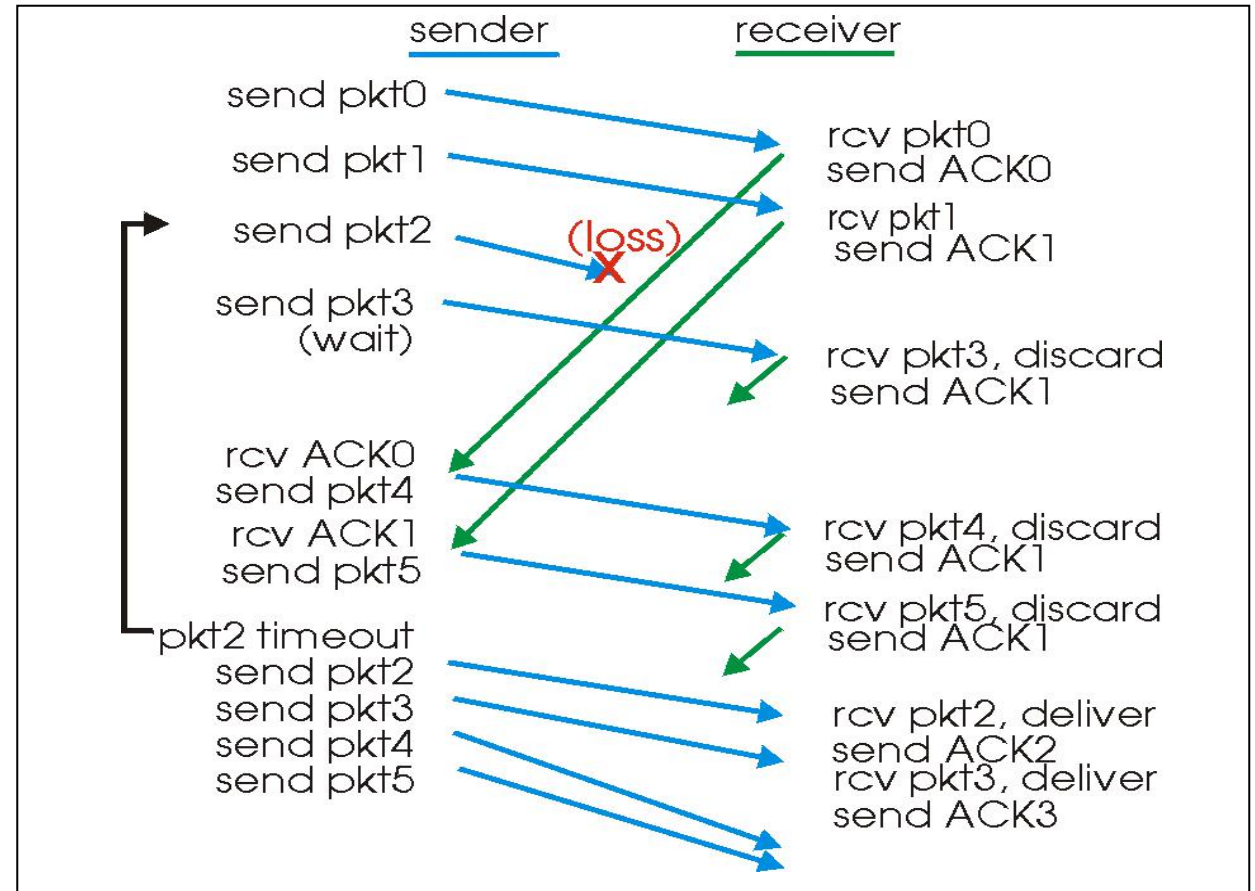 sender
receiver
send pkt0
send pkt1
send pkt2
(loss)
X
send pkt3
(wait)
rcv ACK0
send pkt4
rcv ACK1
send pkt5
pkt2 timeout
send pkt2
send pkt3
send pkt4
send pkt5
rcv pkt0
send ACK0
rcv pkt1
send ACK1
rcv pkt3, discard
send ACK1
rcv pkt4, discard
send ACK1
rcv pkt5, discard
send ACK1
rcv pkt2, deliver
send ACK2
rcv pkt3, deliver
send ACK3